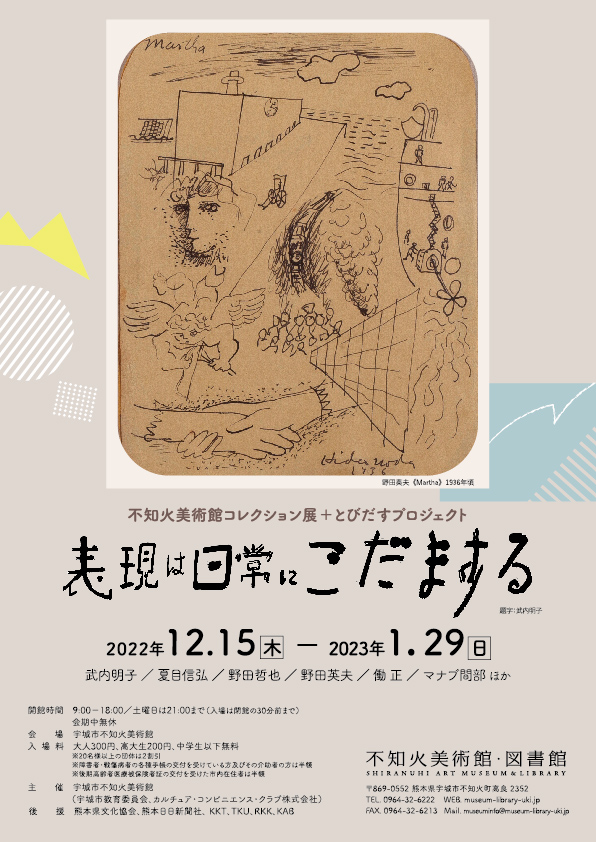 Martha
Hideo Noda
1936
野田英夫《Martha》1936年頃
不知火美術館コレクション展＋とびだすプロジェクト
表現は日常にこだまする
題字:武内明子
2022年12.15木 ― 2023年1.29日
武内明子／夏目信弘／野田哲也／野田英夫／働 正／マナブ間部 ほか
開館時間 9:00－18:00／土曜日は21:00まで（入場は閉館の30分前まで）
会期中無休
会　場 宇城市不知火美術館
入場料 大人300円、高大生200円、中学生以下無料
※20名様以上の団体は2割引
※障害者・戦傷病者の各種手帳の交付を受けている方及びその介助者の方は半額
※後期高齢者医療被保険者証の交付を受けた市内在住者は半額
主　催 宇城市不知火美術館
（宇城市教育委員会、カルチュア・コンビニエンス・クラブ株式会社）
後　援 熊本県文化協会、熊本日日新聞社、KKT、TKU、RKK、KAB
不知火美術館・図書館
SHIRANUHI ART MUSEUM & LIBRARY
〒869-0552 熊本県宇城市不知火町高良 2352
TEL. 0964-32-6222　WEB. museum-library-uki.jp
FAX. 0964-32-6213　Mail. museuminfo@museum-library-uki.jp